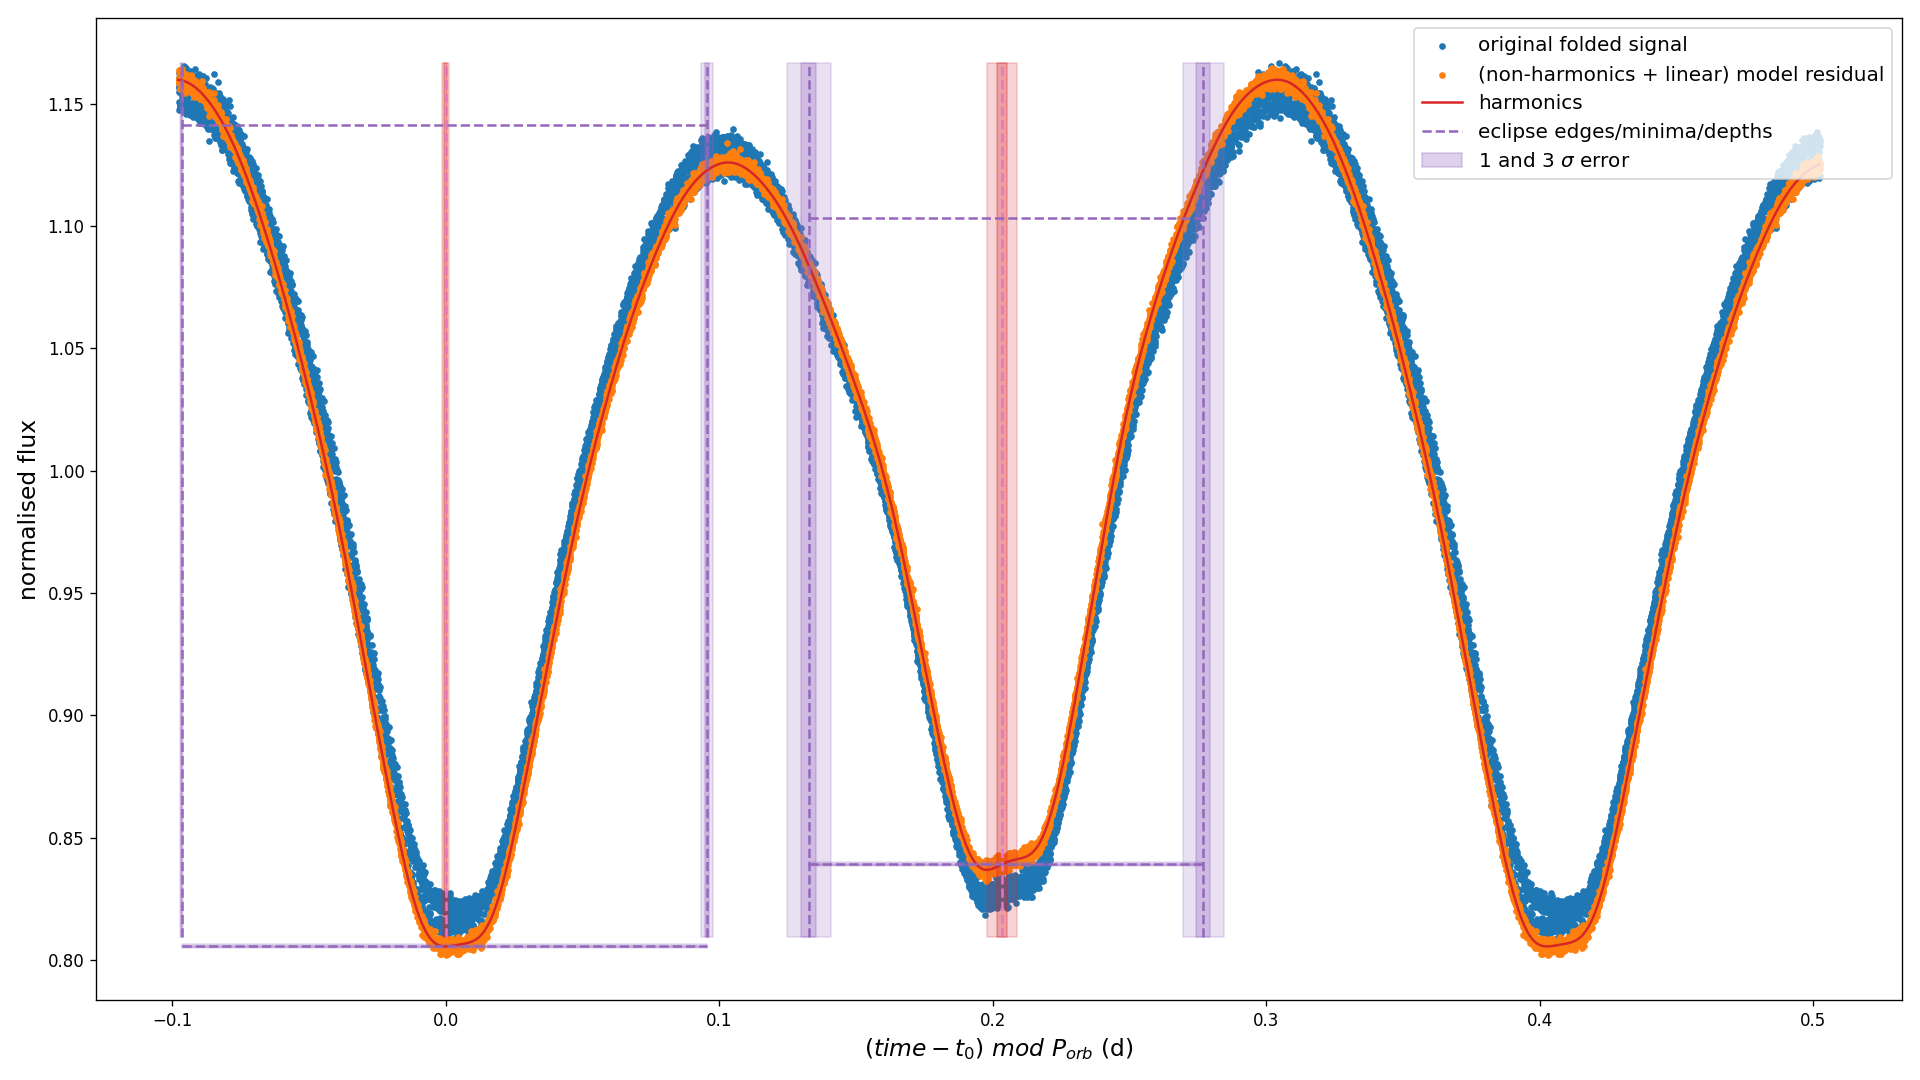 original folded signal
(non-harmonics + linear) model residual
harmonics
eclipse edges/minima/depths
1 and 3 σ error
normalised flux
1.15
1.10
1.05
1.00
0.95
0.90
0.85
0.80
−0.1 0.0 0.1 0.2 0.3 0.4 0.5
(time − t₀) mod Pₒᵣb (d)